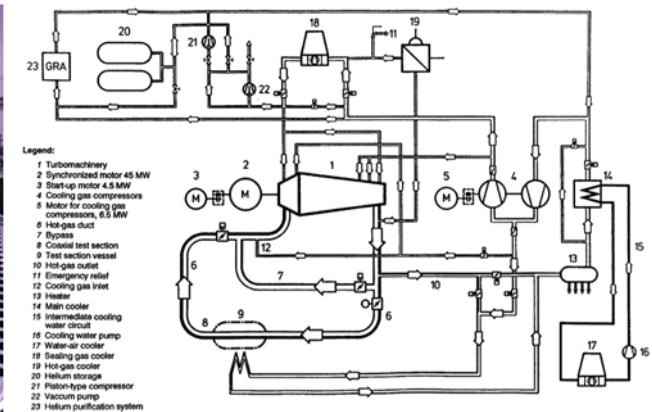 20
21
22
18
11
19
23
GRA
Legend:
1 Turbomachinery
2 Synchronized motor 45 MW
3 Start-up motor 4.5 MW
4 Cooling gas compressors
5 Motor for cooling gas
compressors, 6.5 MW
6 Hot-gas duct
7 Bypass
8 Coaxial test section
9 Test section vessel
10 Hot-gas outlet
11 Emergency relief
12 Cooling gas inlet
13 Heater
14 Main cooler
15 Intermediate cooling
water circuit
16 Cooling water pump
17 Water-air cooler
18 Sealing gas cooler
19 Hot-gas cooler
20 Helium storage
21 Piston-type compressor
22 Vaccum pump
23 Helium purification system
3
M
2
M
1
5
M
4
14
6
12
7
10
13
15
6
8
9
17
16